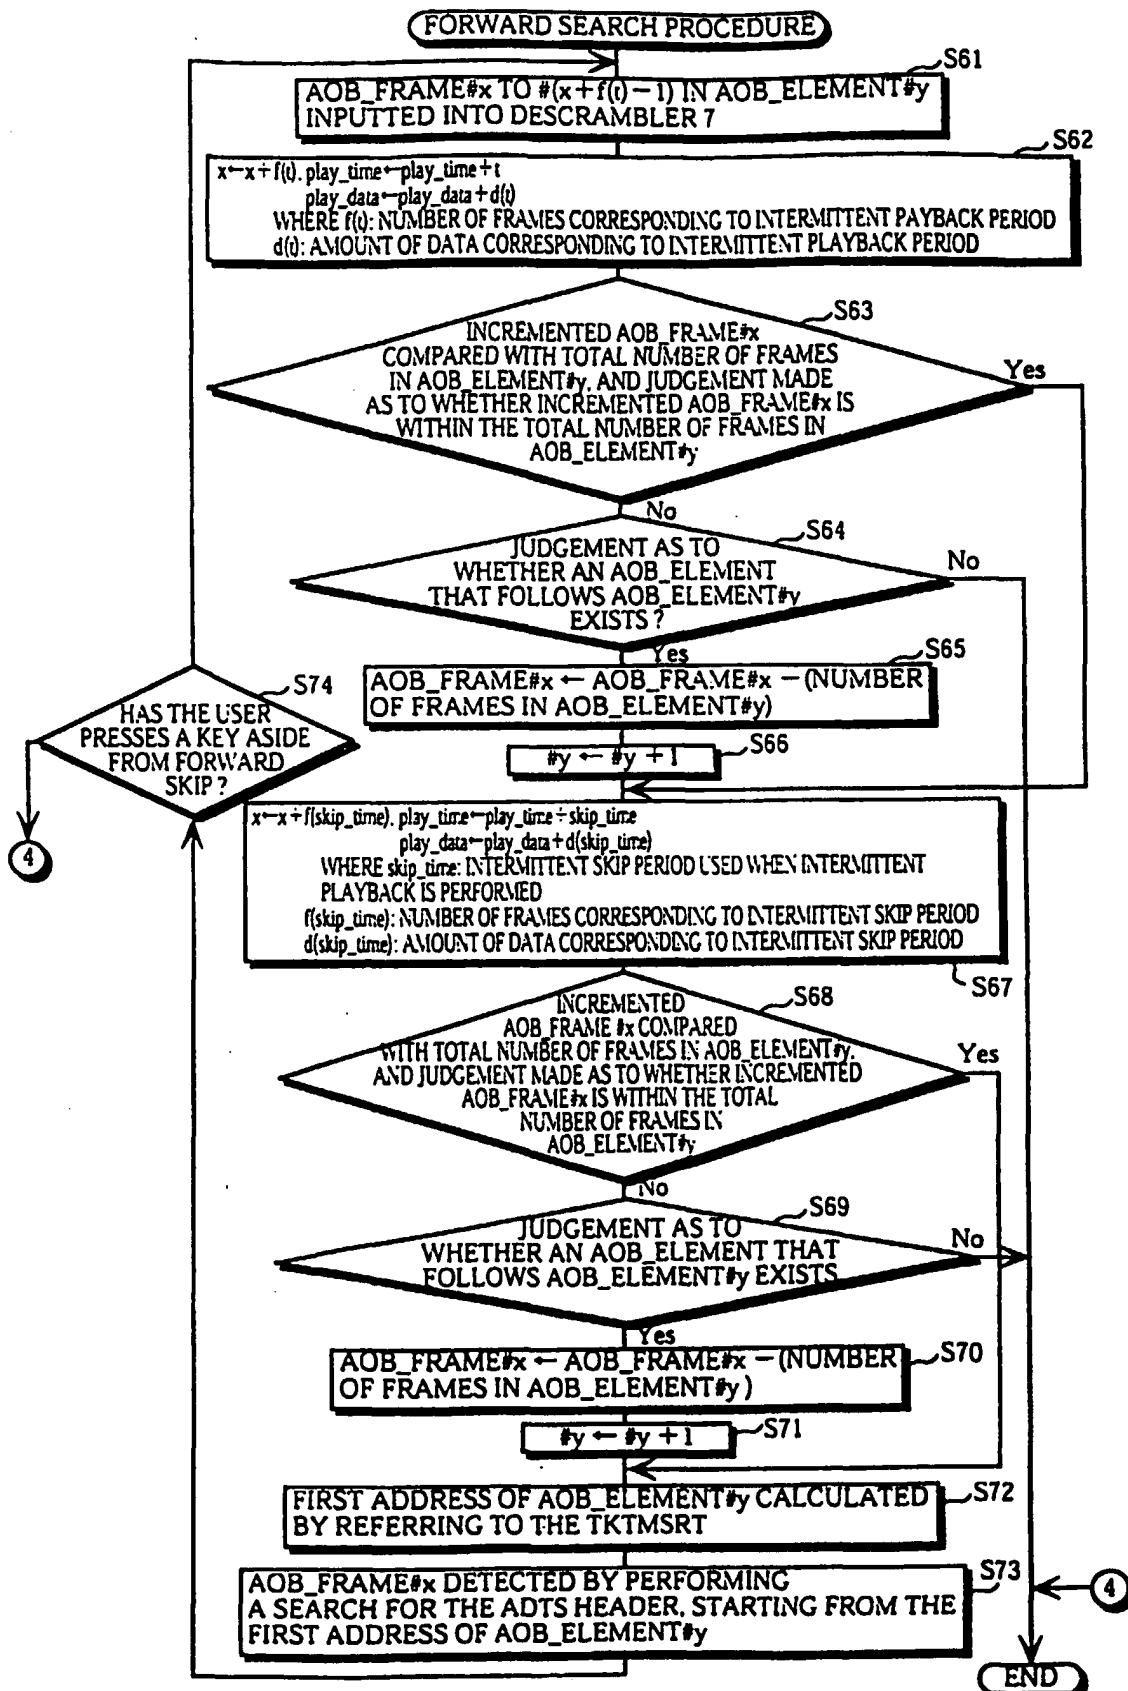 FORWARD SEARCH PROCEDURE
S61
AOB_FRAME#x TO #(x+f(t)−1) IN AOB_ELEMENT#y
INPUTTED INTO DESCRAMBLER 7
S62
x←x+f(t). play_time←play_time+t
play_data←play_data+d(t)
WHERE f(t): NUMBER OF FRAMES CORRESPONDING TO INTERMITTENT PAYBACK PERIOD
d(t): AMOUNT OF DATA CORRESPONDING TO INTERMITTENT PLAYBACK PERIOD
S63
INCREMENTED AOB_FRAME#x
COMPARED WITH TOTAL NUMBER OF FRAMES
IN AOB_ELEMENT#y, AND JUDGEMENT MADE
AS TO WHETHER INCREMENTED AOB_FRAME#x IS
WITHIN THE TOTAL NUMBER OF FRAMES IN
AOB_ELEMENT#y
Yes
No
S64
JUDGEMENT AS TO
WHETHER AN AOB_ELEMENT
THAT FOLLOWS AOB_ELEMENT#y
EXISTS ?
No
Yes
S65
AOB_FRAME#x ← AOB_FRAME#x − (NUMBER
OF FRAMES IN AOB_ELEMENT#y)
S66
#y ← #y + 1
S74
HAS THE USER
PRESSES A KEY ASIDE
FROM FORWARD
SKIP ?
4
x←x+f(skip_time). play_time←play_time+skip_time
play_data←play_data+d(skip_time)
WHERE skip_time: INTERMITTENT SKIP PERIOD USED WHEN INTERMITTENT
PLAYBACK IS PERFORMED
f(skip_time): NUMBER OF FRAMES CORRESPONDING TO INTERMITTENT SKIP PERIOD
d(skip_time): AMOUNT OF DATA CORRESPONDING TO INTERMITTENT SKIP PERIOD
S67
S68
INCREMENTED
AOB_FRAME #x COMPARED
WITH TOTAL NUMBER OF FRAMES IN AOB_ELEMENT#y,
AND JUDGEMENT MADE AS TO WHETHER INCREMENTED
AOB_FRAME#x IS WITHIN THE TOTAL
NUMBER OF FRAMES IN
AOB_ELEMENT#y
Yes
No
S69
JUDGEMENT AS TO
WHETHER AN AOB_ELEMENT THAT
FOLLOWS AOB_ELEMENT#y EXISTS
No
Yes
S70
AOB_FRAME#x ← AOB_FRAME#x − (NUMBER
OF FRAMES IN AOB_ELEMENT#y )
S71
#y ← #y + 1
S72
FIRST ADDRESS OF AOB_ELEMENT#y CALCULATED
BY REFERRING TO THE TKTMSRT
S73
AOB_FRAME#x DETECTED BY PERFORMING
A SEARCH FOR THE ADTS HEADER, STARTING FROM THE
FIRST ADDRESS OF AOB_ELEMENT#y
4
END